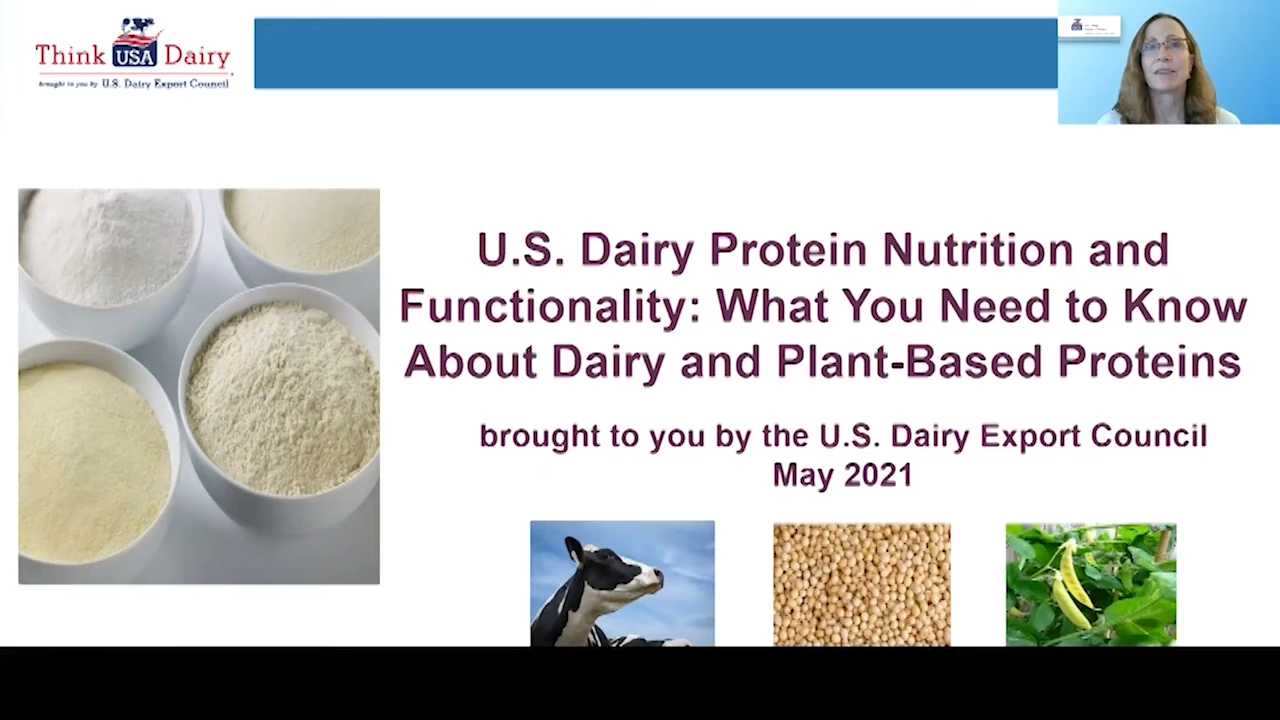 Think USA Dairy
brought to you by U.S. Dairy Export Council
U.S. Dairy Protein Nutrition and
Functionality: What You Need to Know
About Dairy and Plant-Based Proteins
brought to you by the U.S. Dairy Export Council
May 2021